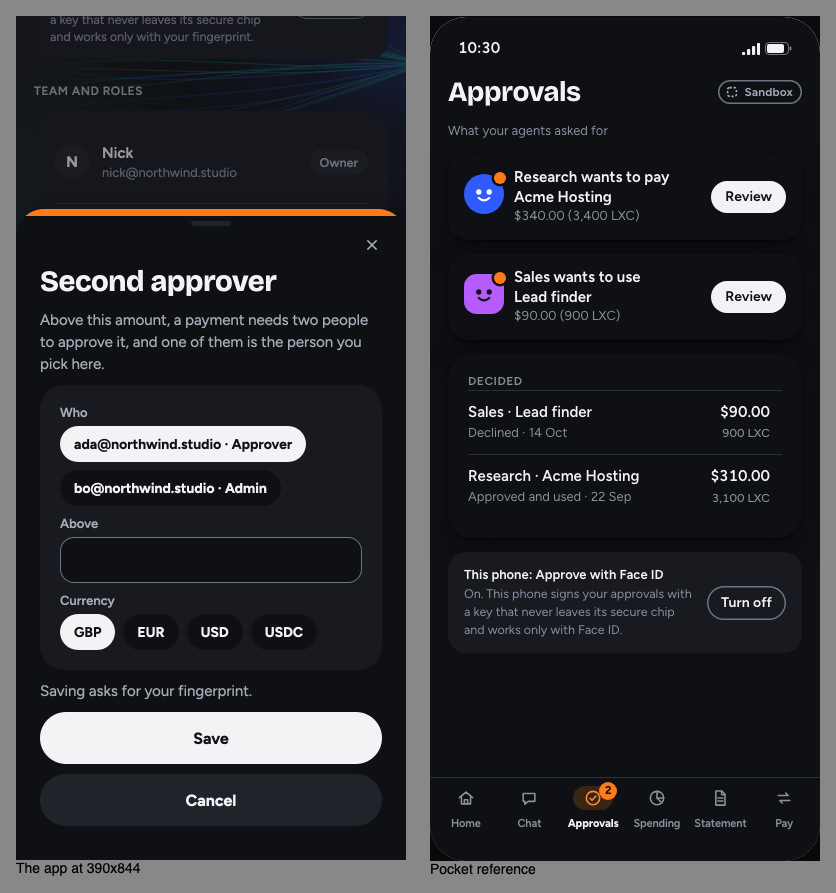 a key that never leaves its secure chip
and works only with your fingerprint.
TEAM AND ROLES
N
Nick
nick@northwind.studio
Owner
Second approver
Above this amount, a payment needs two people
to approve it, and one of them is the person you
pick here.
Who
ada@northwind.studio · Approver
bo@northwind.studio · Admin
Above
Currency
GBP
EUR
USD
USDC
Saving asks for your fingerprint.
Save
Cancel
The app at 390x844
10:30
Approvals
Sandbox
What your agents asked for
Research wants to pay
Acme Hosting
$340.00 (3,400 LXC)
Review
Sales wants to use
Lead finder
$90.00 (900 LXC)
Review
DECIDED
Sales · Lead finder
$90.00
Declined · 14 Oct
900 LXC
Research · Acme Hosting
$310.00
Approved and used · 22 Sep
3,100 LXC
This phone: Approve with Face ID
On. This phone signs your approvals with
a key that never leaves its secure chip
and works only with Face ID.
Turn off
2
Home
Chat
Approvals
Spending
Statement
Pay
Pocket reference